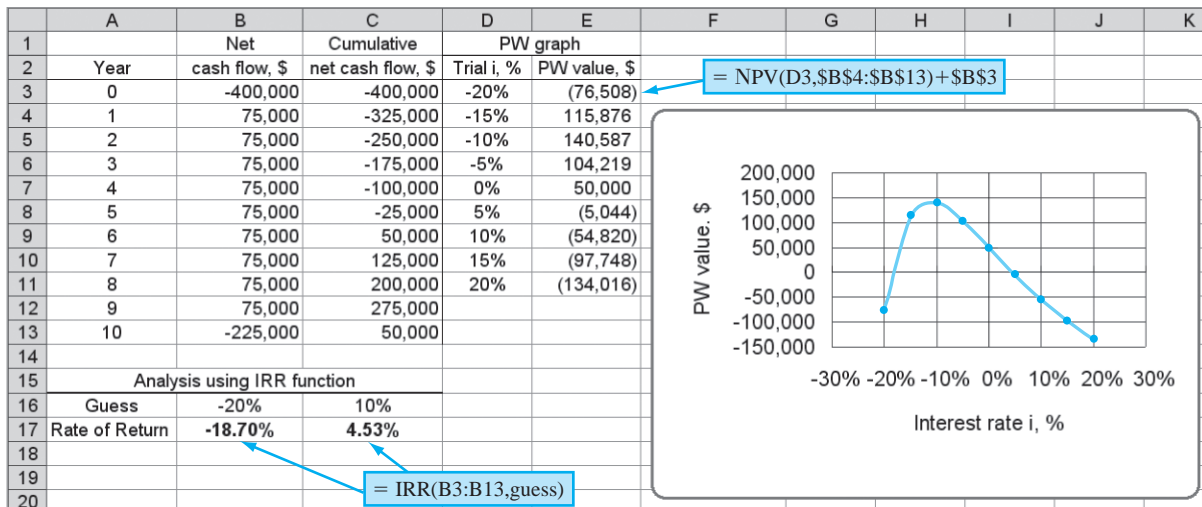 A B C D E F G H I J K
1 Net Cumulative PW graph
2 Year cash flow, $ net cash flow, $ Trial i, % PW value, $
3 0 -400,000 -400,000 -20% (76,508)
4 1 75,000 -325,000 -15% 115,876
5 2 75,000 -250,000 -10% 140,587
6 3 75,000 -175,000 -5% 104,219
7 4 75,000 -100,000 0% 50,000
8 5 75,000 -25,000 5% (5,044)
9 6 75,000 50,000 10% (54,820)
10 7 75,000 125,000 15% (97,748)
11 8 75,000 200,000 20% (134,016)
12 9 75,000 275,000
13 10 -225,000 50,000
14
15 Analysis using IRR function
16 Guess -20% 10%
17 Rate of Return -18.70% 4.53%
18
19
20
= NPV(D3,$B$4:$B$13)+$B$3
= IRR(B3:B13,guess)
PW value. $
200,000
150,000
100,000
50,000
0
-50,000
-100,000
-150,000
-30% -20% -10% 0% 10% 20% 30%
Interest rate i, %